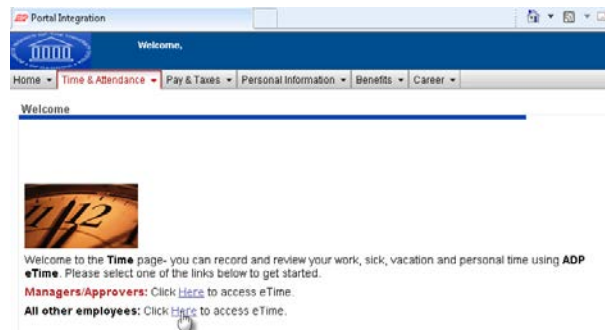 Portal Integration
Welcome,
Home Time & Attendance Pay & Taxes Personal Information Benefits Career
Welcome
11 12
Welcome to the Time page- you can record and review your work, sick, vacation and personal time using ADP
eTime. Please select one of the links below to get started.
Managers/Approvers: Click Here to access eTime.
All other employees: Click Here to access eTime.